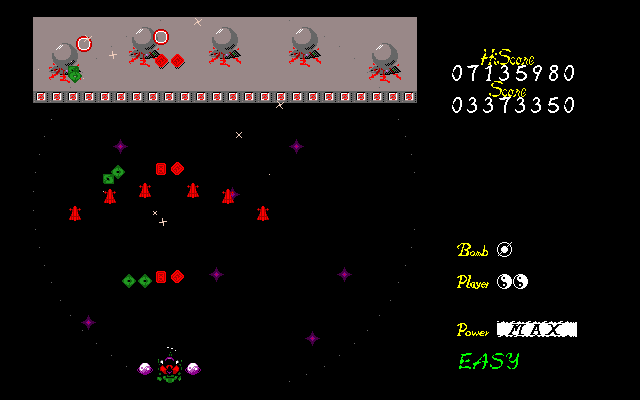 HiScore
07135980
Score
03373350
Bomb
Player
Power MAX
EASY